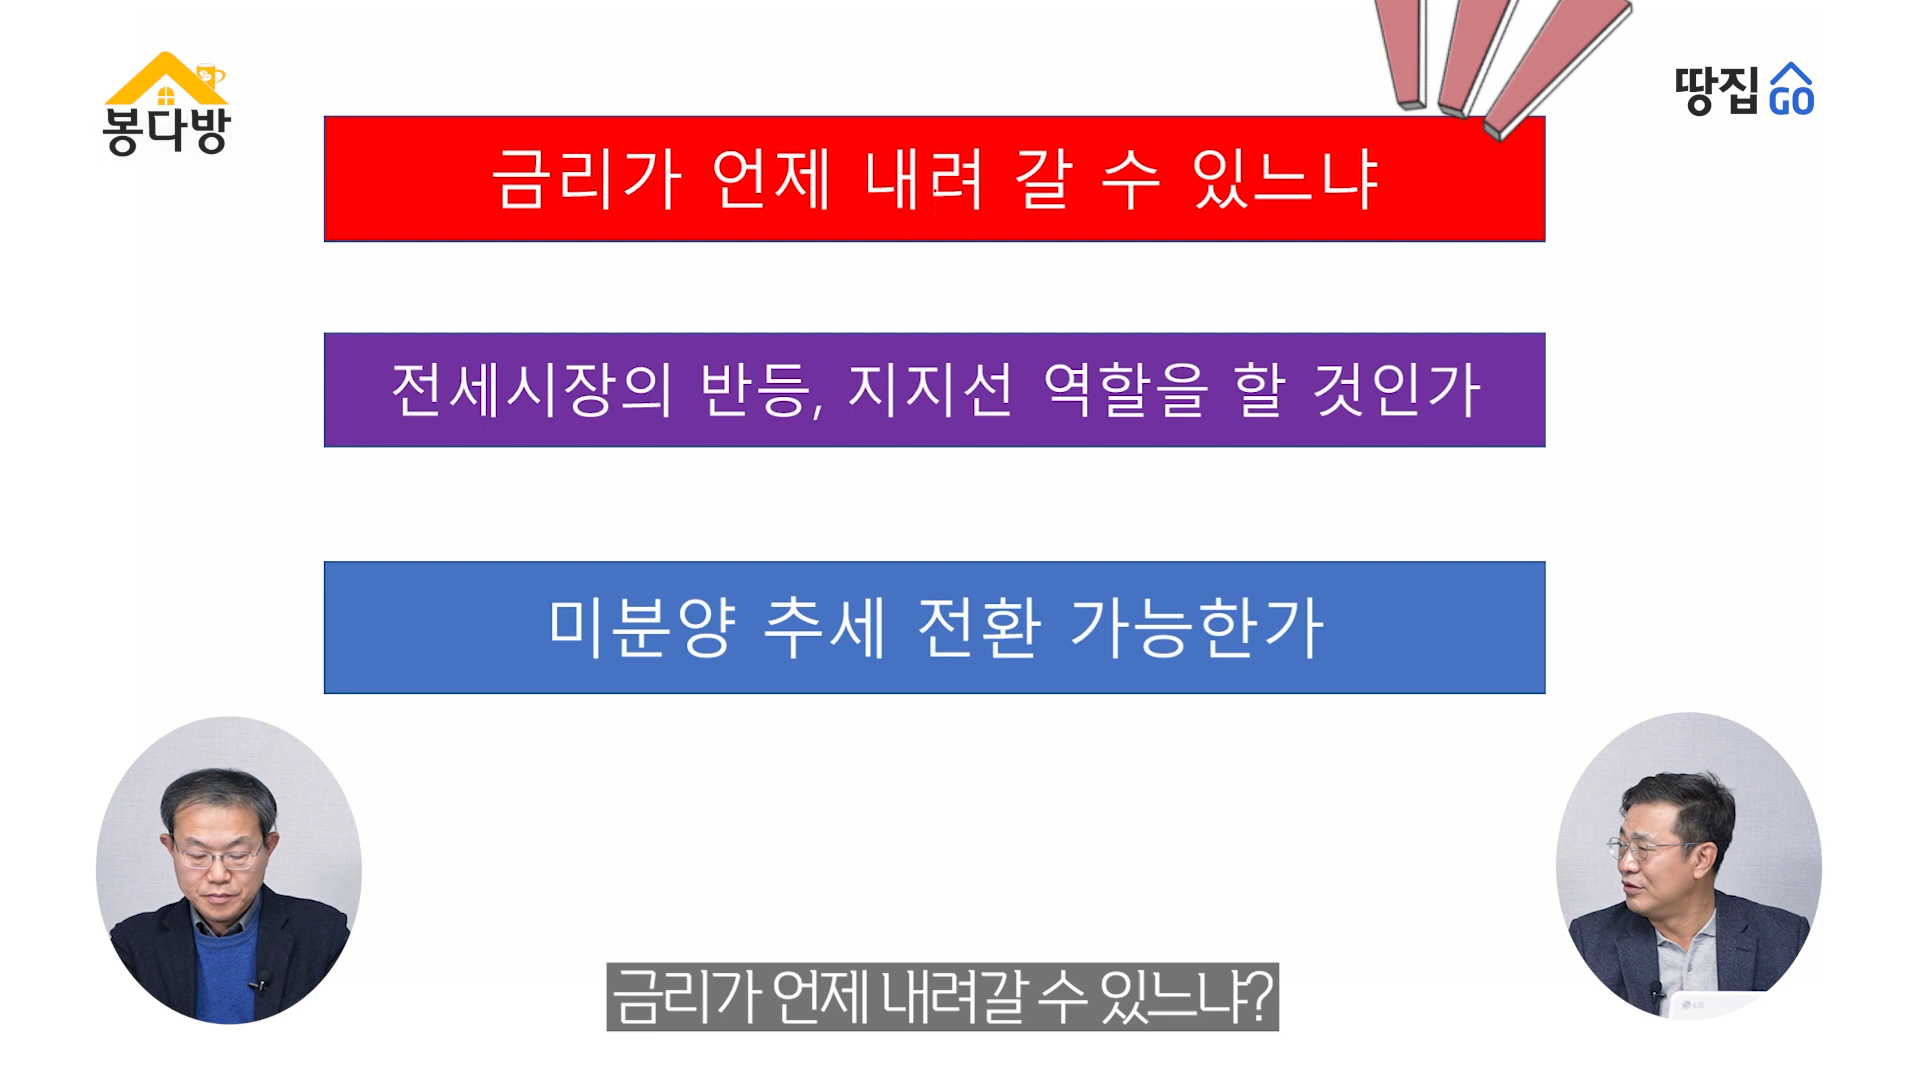 봉다방
땅집GO
금리가 언제 내려 갈 수 있느냐
전세시장의 반등, 지지선 역할을 할 것인가
미분양 추세 전환 가능한가
LG
금리가 언제 내려갈 수 있느냐?